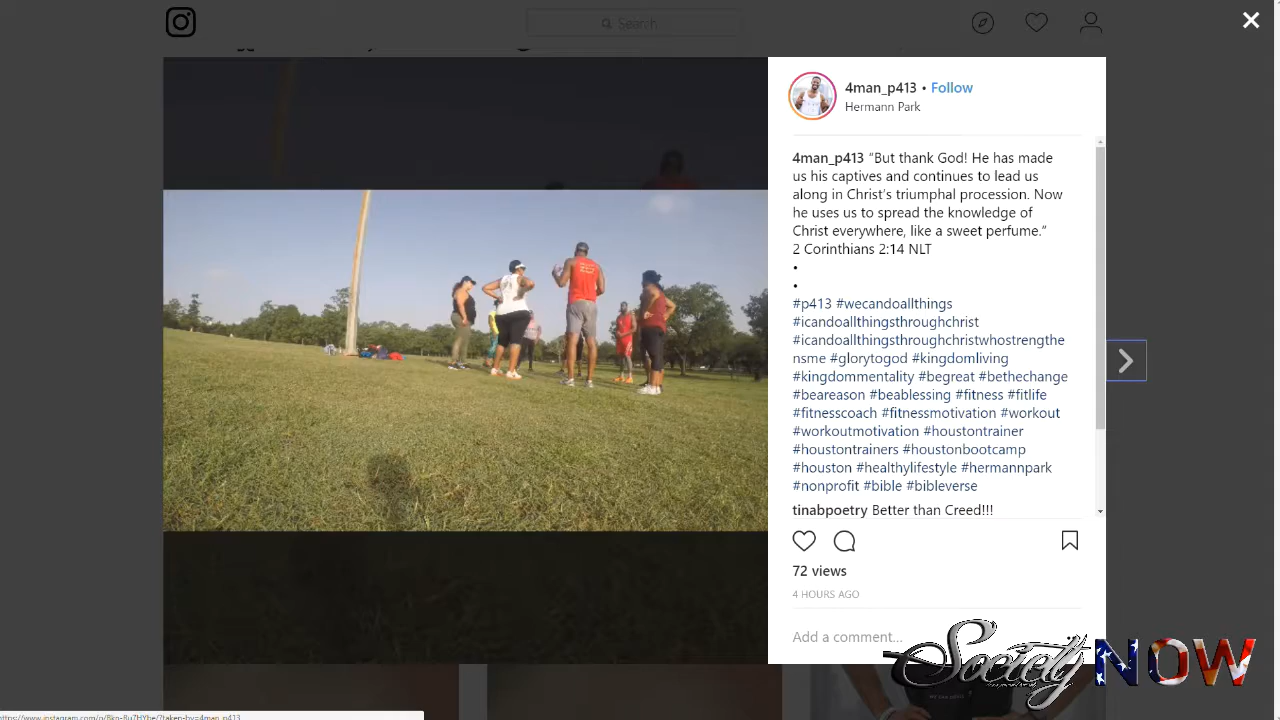 Search...
4man_p413 • Follow
Hermann Park
4man_p413 “But thank God! He has made
us his captives and continues to lead us
along in Christ’s triumphal procession. Now
he uses us to spread the knowledge of
Christ everywhere, like a sweet perfume.”
2 Corinthians 2:14 NLT
•
•
#p413 #wecandoallthings
#icandoallthingsthroughchrist
#icandoallthingsthroughchristwhostrengthe
nsme #glorytogod #kingdomliving
#kingdommentality #begreat #bethechange
#beareason #beablessing #fitness #fitlife
#fitnesscoach #fitnessmotivation #workout
#workoutmotivation #houstontrainer
#houstontrainers #houstonbootcamp
#houston #healthylifestyle #hermannpark
#nonprofit #bible #bibleverse
tinabpoetry Better than Creed!!!
72 views
4 HOURS AGO
Add a comment...
Society NOW